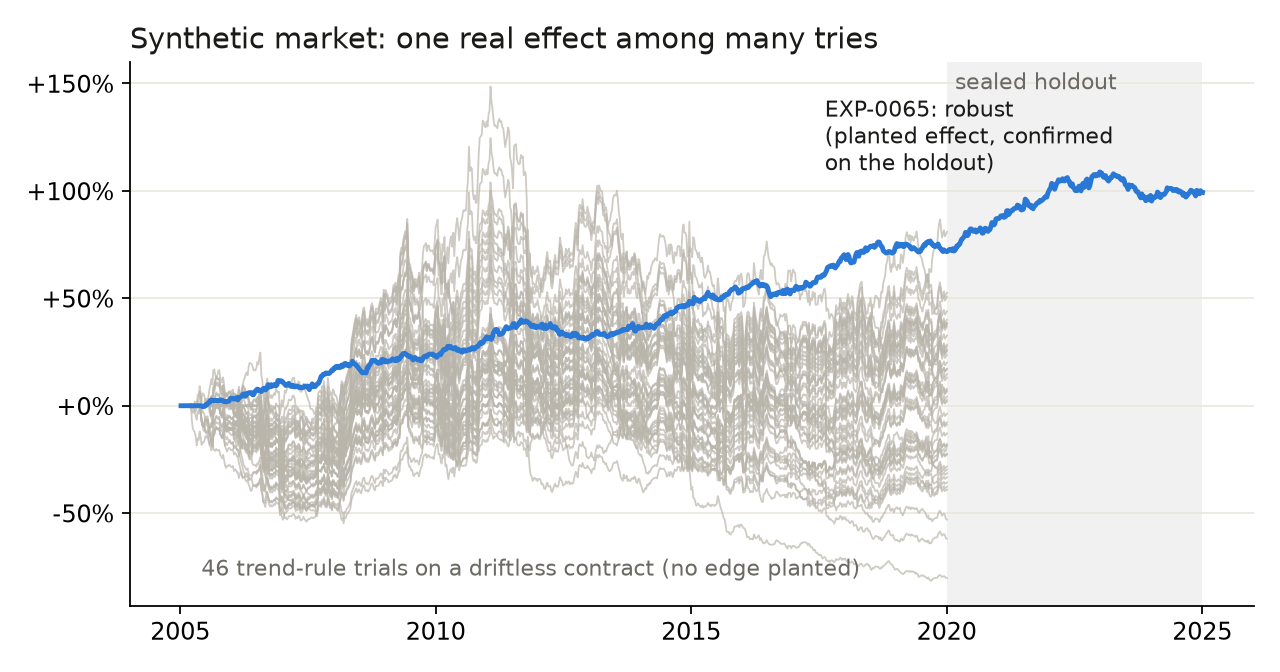 Synthetic market: one real effect among many tries
+150%
+100%
+50%
+0%
-50%
sealed holdout
EXP-0065: robust
(planted effect, confirmed
on the holdout)
46 trend-rule trials on a driftless contract (no edge planted)
2005
2010
2015
2020
2025